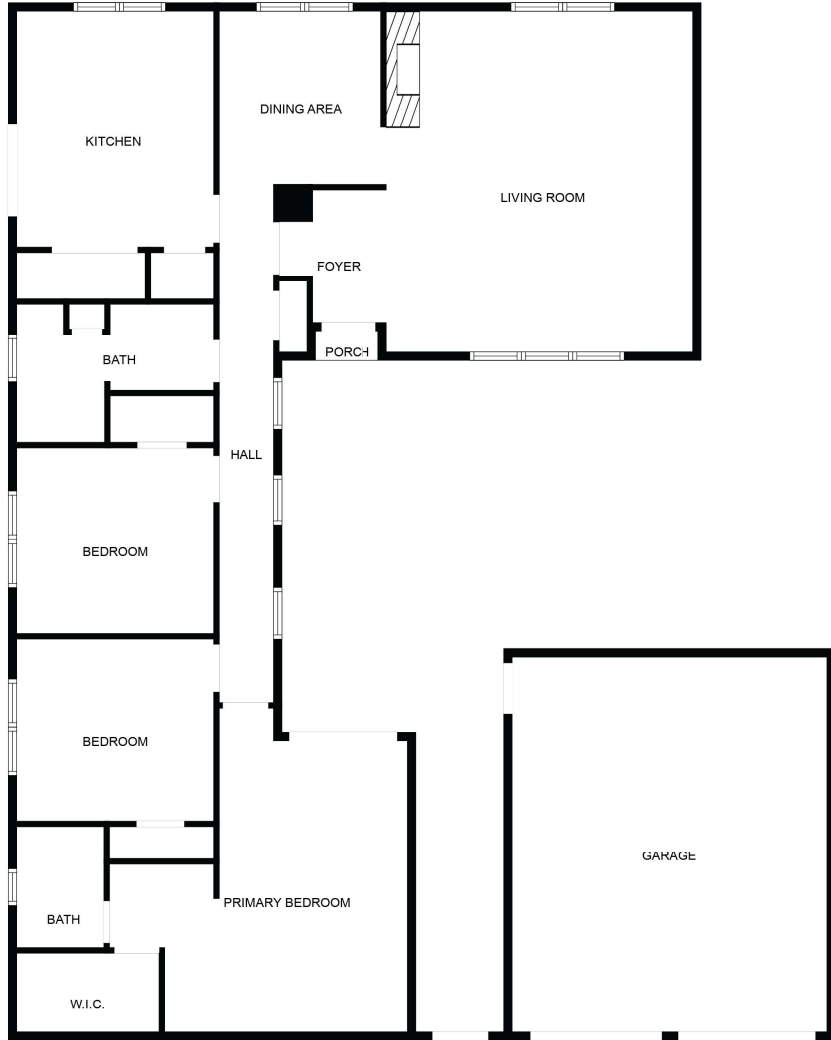 DINING AREA
KITCHEN
LIVING ROOM
FOYER
PORCH
BATH
HALL
BEDROOM
BEDROOM
GARAGE
PRIMARY BEDROOM
BATH
W.I.C.